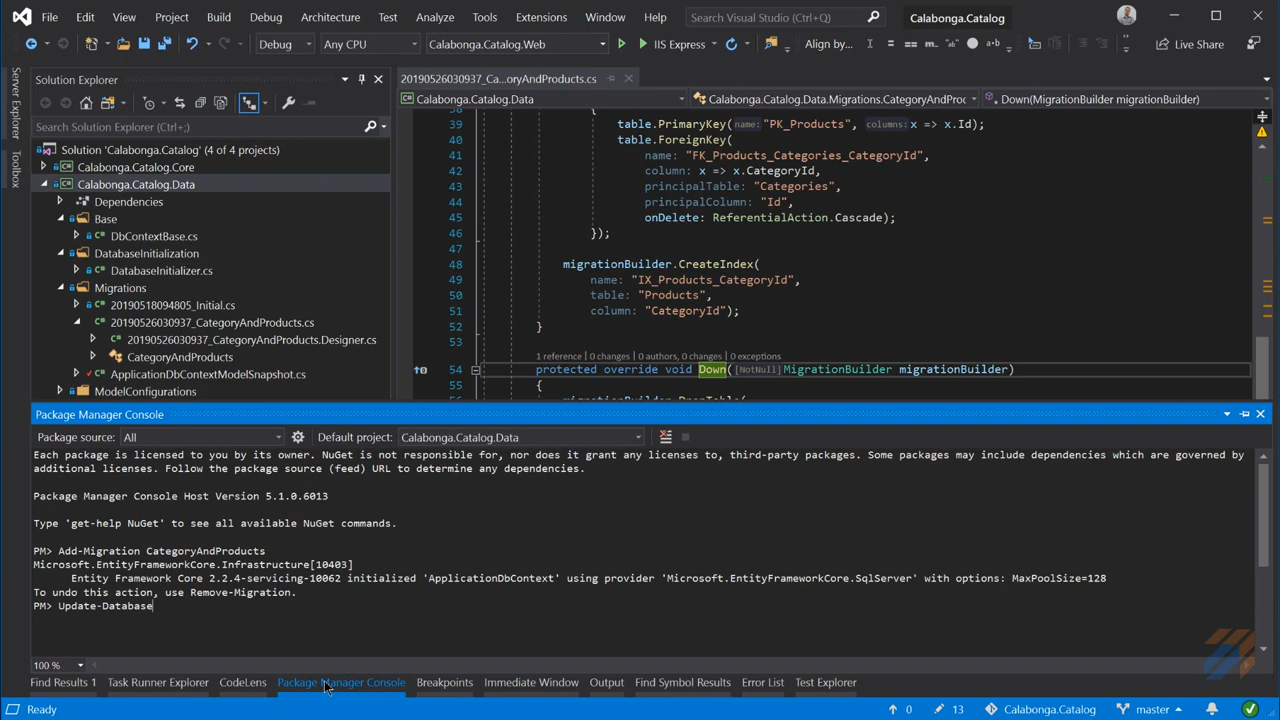 File Edit View Project Build Debug Architecture Test Analyze Extensions Window Help Search Visual Studio (Ctrl+Q) Calabonga.Catalog
Debug Any CPU Calabonga.Catalog.Web IIS Express Align by... Live Share
Server Explorer
Toolbox
Solution Explorer
Search Solution Explorer (Ctrl+;)
Solution 'Calabonga.Catalog' (4 of 4 projects)
Calabonga.Catalog.Core
Calabonga.Catalog.Data
Dependencies
Base
DbContextBase.cs
DatabaseInitialization
DatabaseInitializer.cs
Migrations
20190518094805_Initial.cs
20190526030937_CategoryAndProducts.cs
20190526030937_CategoryAndProducts.Designer.cs
CategoryAndProducts
ApplicationDbContextModelSnapshot.cs
ModelConfigurations
20190526030937_Ca...oryAndProducts.cs
Calabonga.Catalog.Data Calabonga.Catalog.Data.Migrations.CategoryAndProc Down(MigrationBuilder migrationBuilder)
38 {
39 table.PrimaryKey(name:"PK_Products", columns:x => x.Id);
40 table.ForeignKey(
41 name: "FK_Products_Categories_CategoryId",
42 column: x => x.CategoryId,
43 principalTable: "Categories",
44 principalColumn: "Id",
45 onDelete: ReferentialAction.Cascade);
46 });
47
48 migrationBuilder.CreateIndex(
49 name: "IX_Products_CategoryId",
50 table: "Products",
51 column: "CategoryId");
52 }
53
1 reference | 0 changes | 0 authors, 0 changes | 0 exceptions
54 protected override void Down([NotNull]MigrationBuilder migrationBuilder)
55 {
migrationBuilder.DropTable(
Package Manager Console
Package source: All Default project: Calabonga.Catalog.Data
Each package is licensed to you by its owner. NuGet is not responsible for, nor does it grant any licenses to, third-party packages. Some packages may include dependencies which are governed by
additional licenses. Follow the package source (feed) URL to determine any dependencies.
Package Manager Console Host Version 5.1.0.6013
Type 'get-help NuGet' to see all available NuGet commands.
PM> Add-Migration CategoryAndProducts
Microsoft.EntityFrameworkCore.Infrastructure[10403]
Entity Framework Core 2.2.4-servicing-10062 initialized 'ApplicationDbContext' using provider 'Microsoft.EntityFrameworkCore.SqlServer' with options: MaxPoolSize=128
To undo this action, use Remove-Migration.
PM> Update-Database
100 %
Find Results 1 Task Runner Explorer CodeLens Package Manager Console Breakpoints Immediate Window Output Find Symbol Results Error List Test Explorer
Ready 0 13 Calabonga.Catalog master